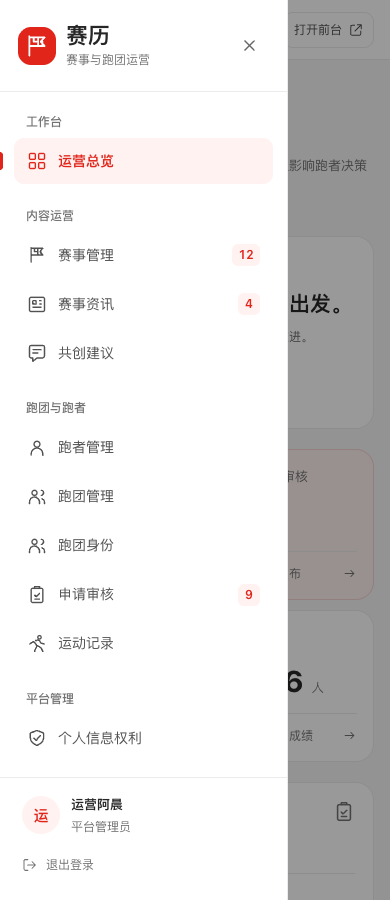 赛历
赛事与跑团运营
打开前台
工作台
运营总览
影响跑者决策
内容运营
赛事管理 12
赛事资讯 4
出发。
进。
共创建议
跑团与跑者
跑者管理
审核
跑团管理
跑团身份
布
申请审核 9
运动记录
6 人
平台管理
个人信息权利
成绩
运营阿晨
运
平台管理员
退出登录